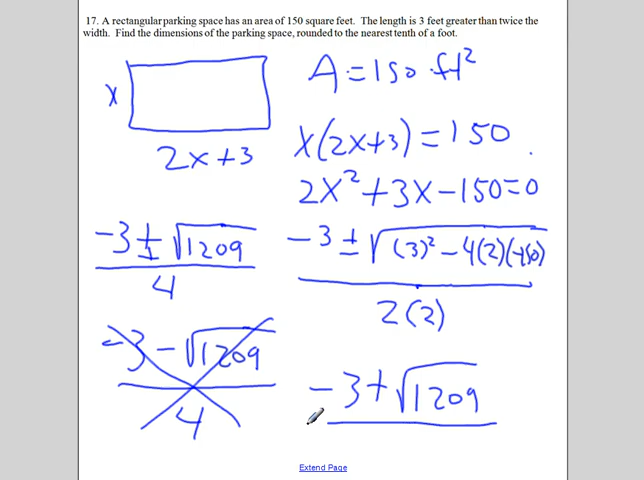 17. A rectangular parking space has an area of 150 square feet. The length is 3 feet greater than twice the
width. Find the dimensions of the parking space, rounded to the nearest tenth of a foot.
A = 150 ft²
x
2x+3
x(2x+3) = 150
2x² + 3x - 150 = 0
-3 ± √(3)² - 4(2)(-150)
2(2)
-3 ± √1209
4
-3 - √1209
4
-3 + √1209
Extend Page